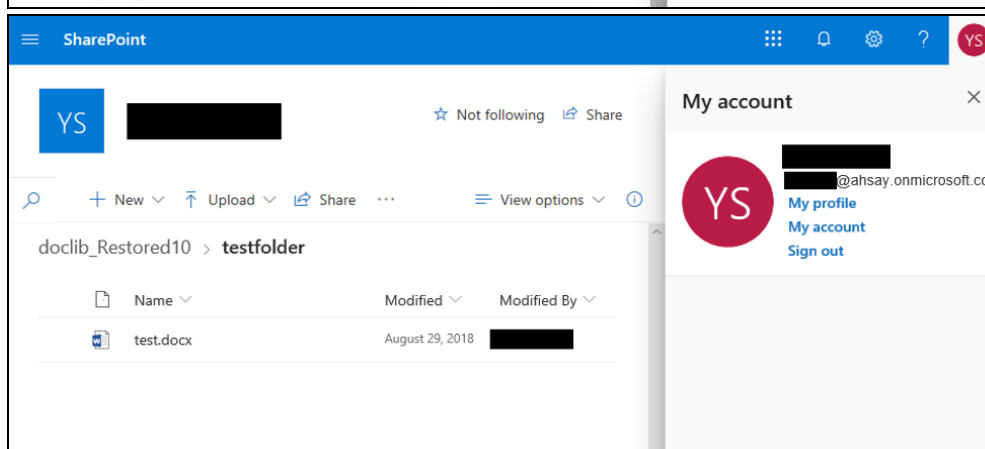 SharePoint
?
YS
YS
Not following
Share
New
Upload
Share
...
View options
doclib_Restored10 > testfolder
Name
Modified
Modified By
test.docx
August 29, 2018
My account
YS
@ahsay.onmicrosoft.co
My profile
My account
Sign out